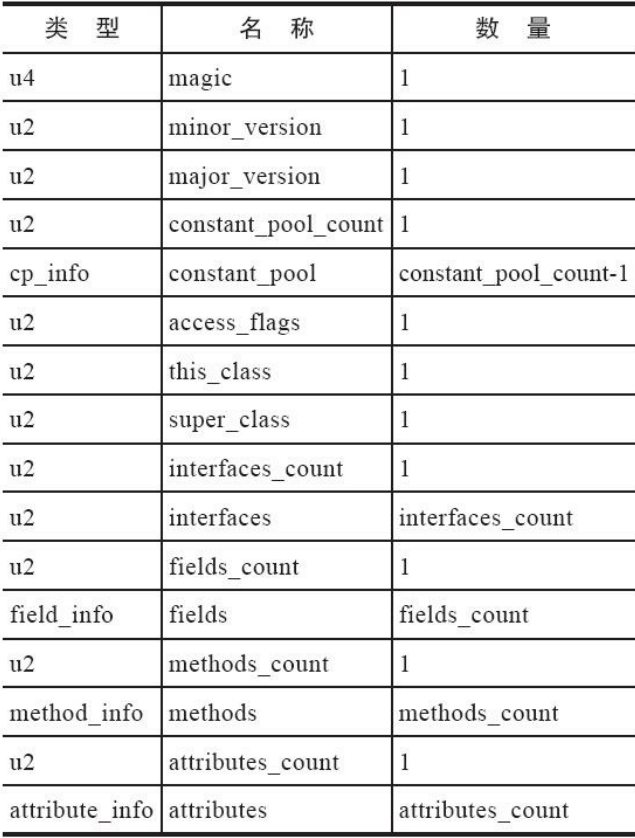 类 型 名 称 数 量
u4 magic 1
u2 minor_version 1
u2 major_version 1
u2 constant_pool_count 1
cp_info constant_pool constant_pool_count-1
u2 access_flags 1
u2 this_class 1
u2 super_class 1
u2 interfaces_count 1
u2 interfaces interfaces_count
u2 fields_count 1
field_info fields fields_count
u2 methods_count 1
method_info methods methods_count
u2 attributes_count 1
attribute_info attributes attributes_count